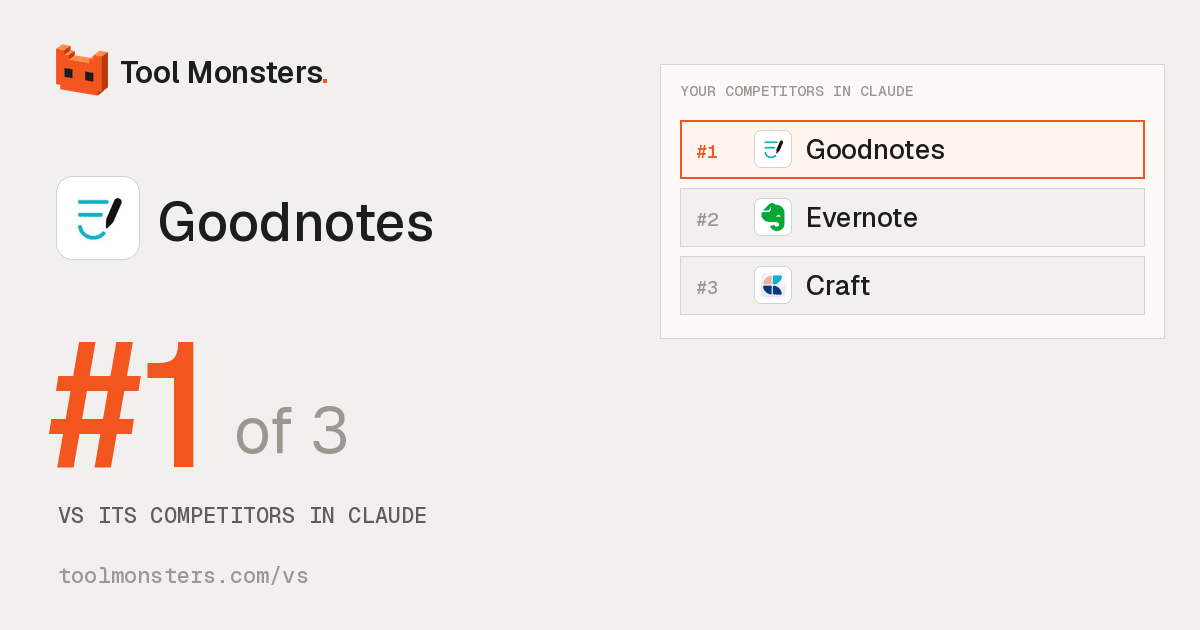 Tool Monsters.
Goodnotes
#1 of 3
VS ITS COMPETITORS IN CLAUDE
toolmonsters.com/vs
YOUR COMPETITORS IN CLAUDE
#1 Goodnotes
#2 Evernote
#3 Craft